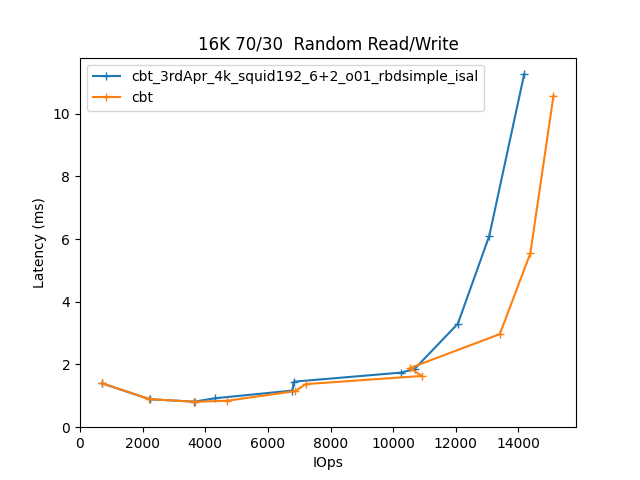 16K 70/30  Random Read/Write
cbt_3rdApr_4k_squid192_6+2_o01_rbdsimple_isal
cbt
Latency (ms)
10
8
6
4
2
0
0 2000 4000 6000 8000 10000 12000 14000
IOps